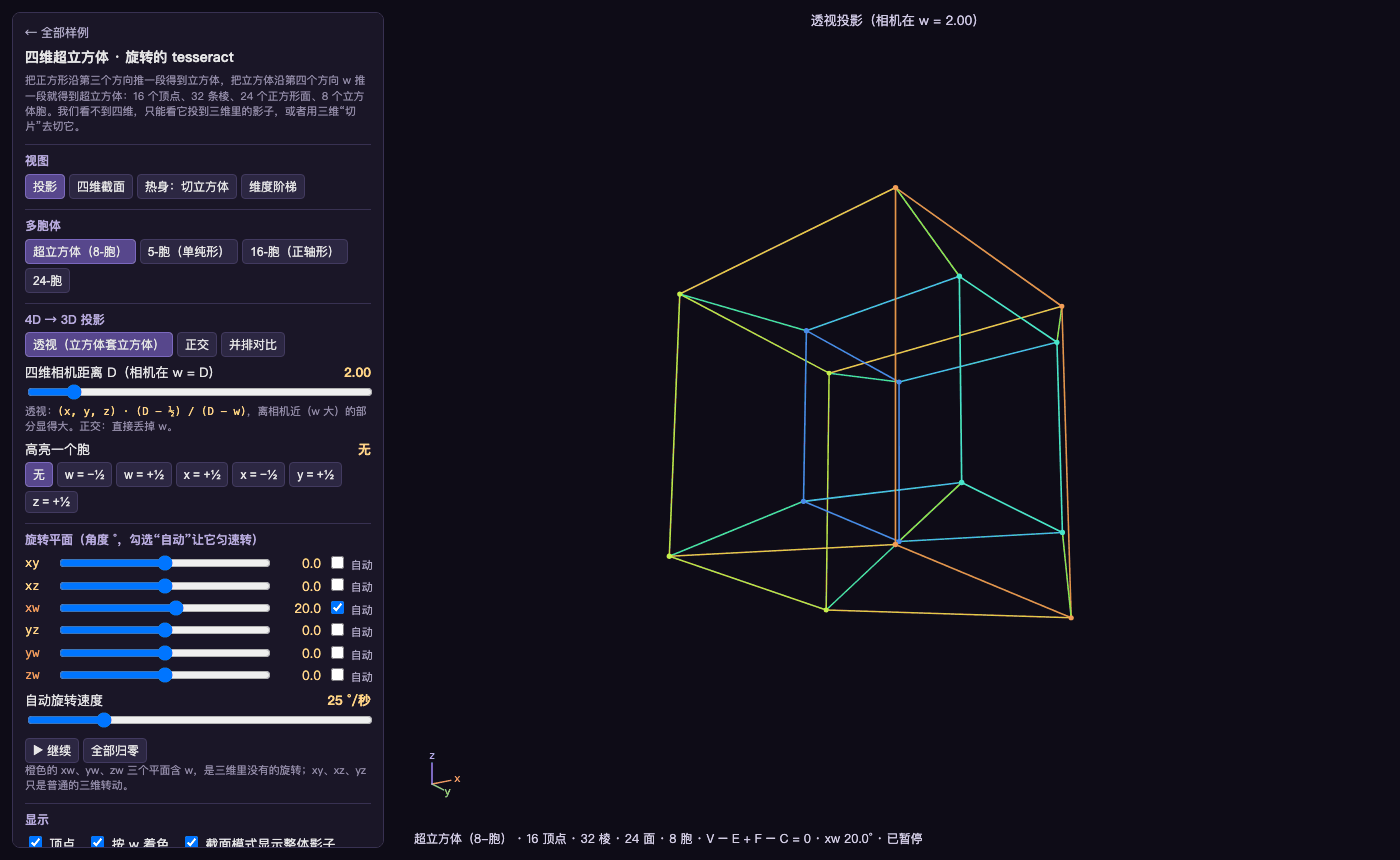 ← 全部样例
四维超立方体 · 旋转的 tesseract
把正方形沿第三个方向推一段得到立方体，把立方体沿第四个方向 w 推
一段就得到超立方体：16 个顶点、32 条棱、24 个正方形面、8 个立方
体胞。我们看不到四维，只能看它投到三维里的影子，或者用三维“切
片”去切它。
视图
投影
四维截面
热身：切立方体
维度阶梯
多胞体
超立方体（8-胞）
5-胞（单纯形）
16-胞（正轴形）
24-胞
4D → 3D 投影
透视（立方体套立方体）
正交
并排对比
四维相机距离 D（相机在 w = D） 2.00
透视：(x, y, z) · (D − ½) / (D − w)，离相机近（w 大）的部
分显得大。正交：直接丢掉 w。
高亮一个胞 无
无
w = −½
w = +½
x = +½
x = −½
y = +½
z = +½
旋转平面（角度 °，勾选“自动”让它匀速转）
xy 0.0 自动
xz 0.0 自动
xw 20.0 自动
yz 0.0 自动
yw 0.0 自动
zw 0.0 自动
自动旋转速度 25 °/秒
▶ 继续
全部归零
橙色的 xw、yw、zw 三个平面含 w，是三维里没有的旋转；xy、xz、yz
只是普通的三维转动。
显示
顶点
按 w 着色
截面模式显示整体影子
透视投影（相机在 w = 2.00）
z
x
y
超立方体（8-胞） · 16 顶点 · 32 棱 · 24 面 · 8 胞 · V − E + F − C = 0 · xw 20.0° · 已暂停